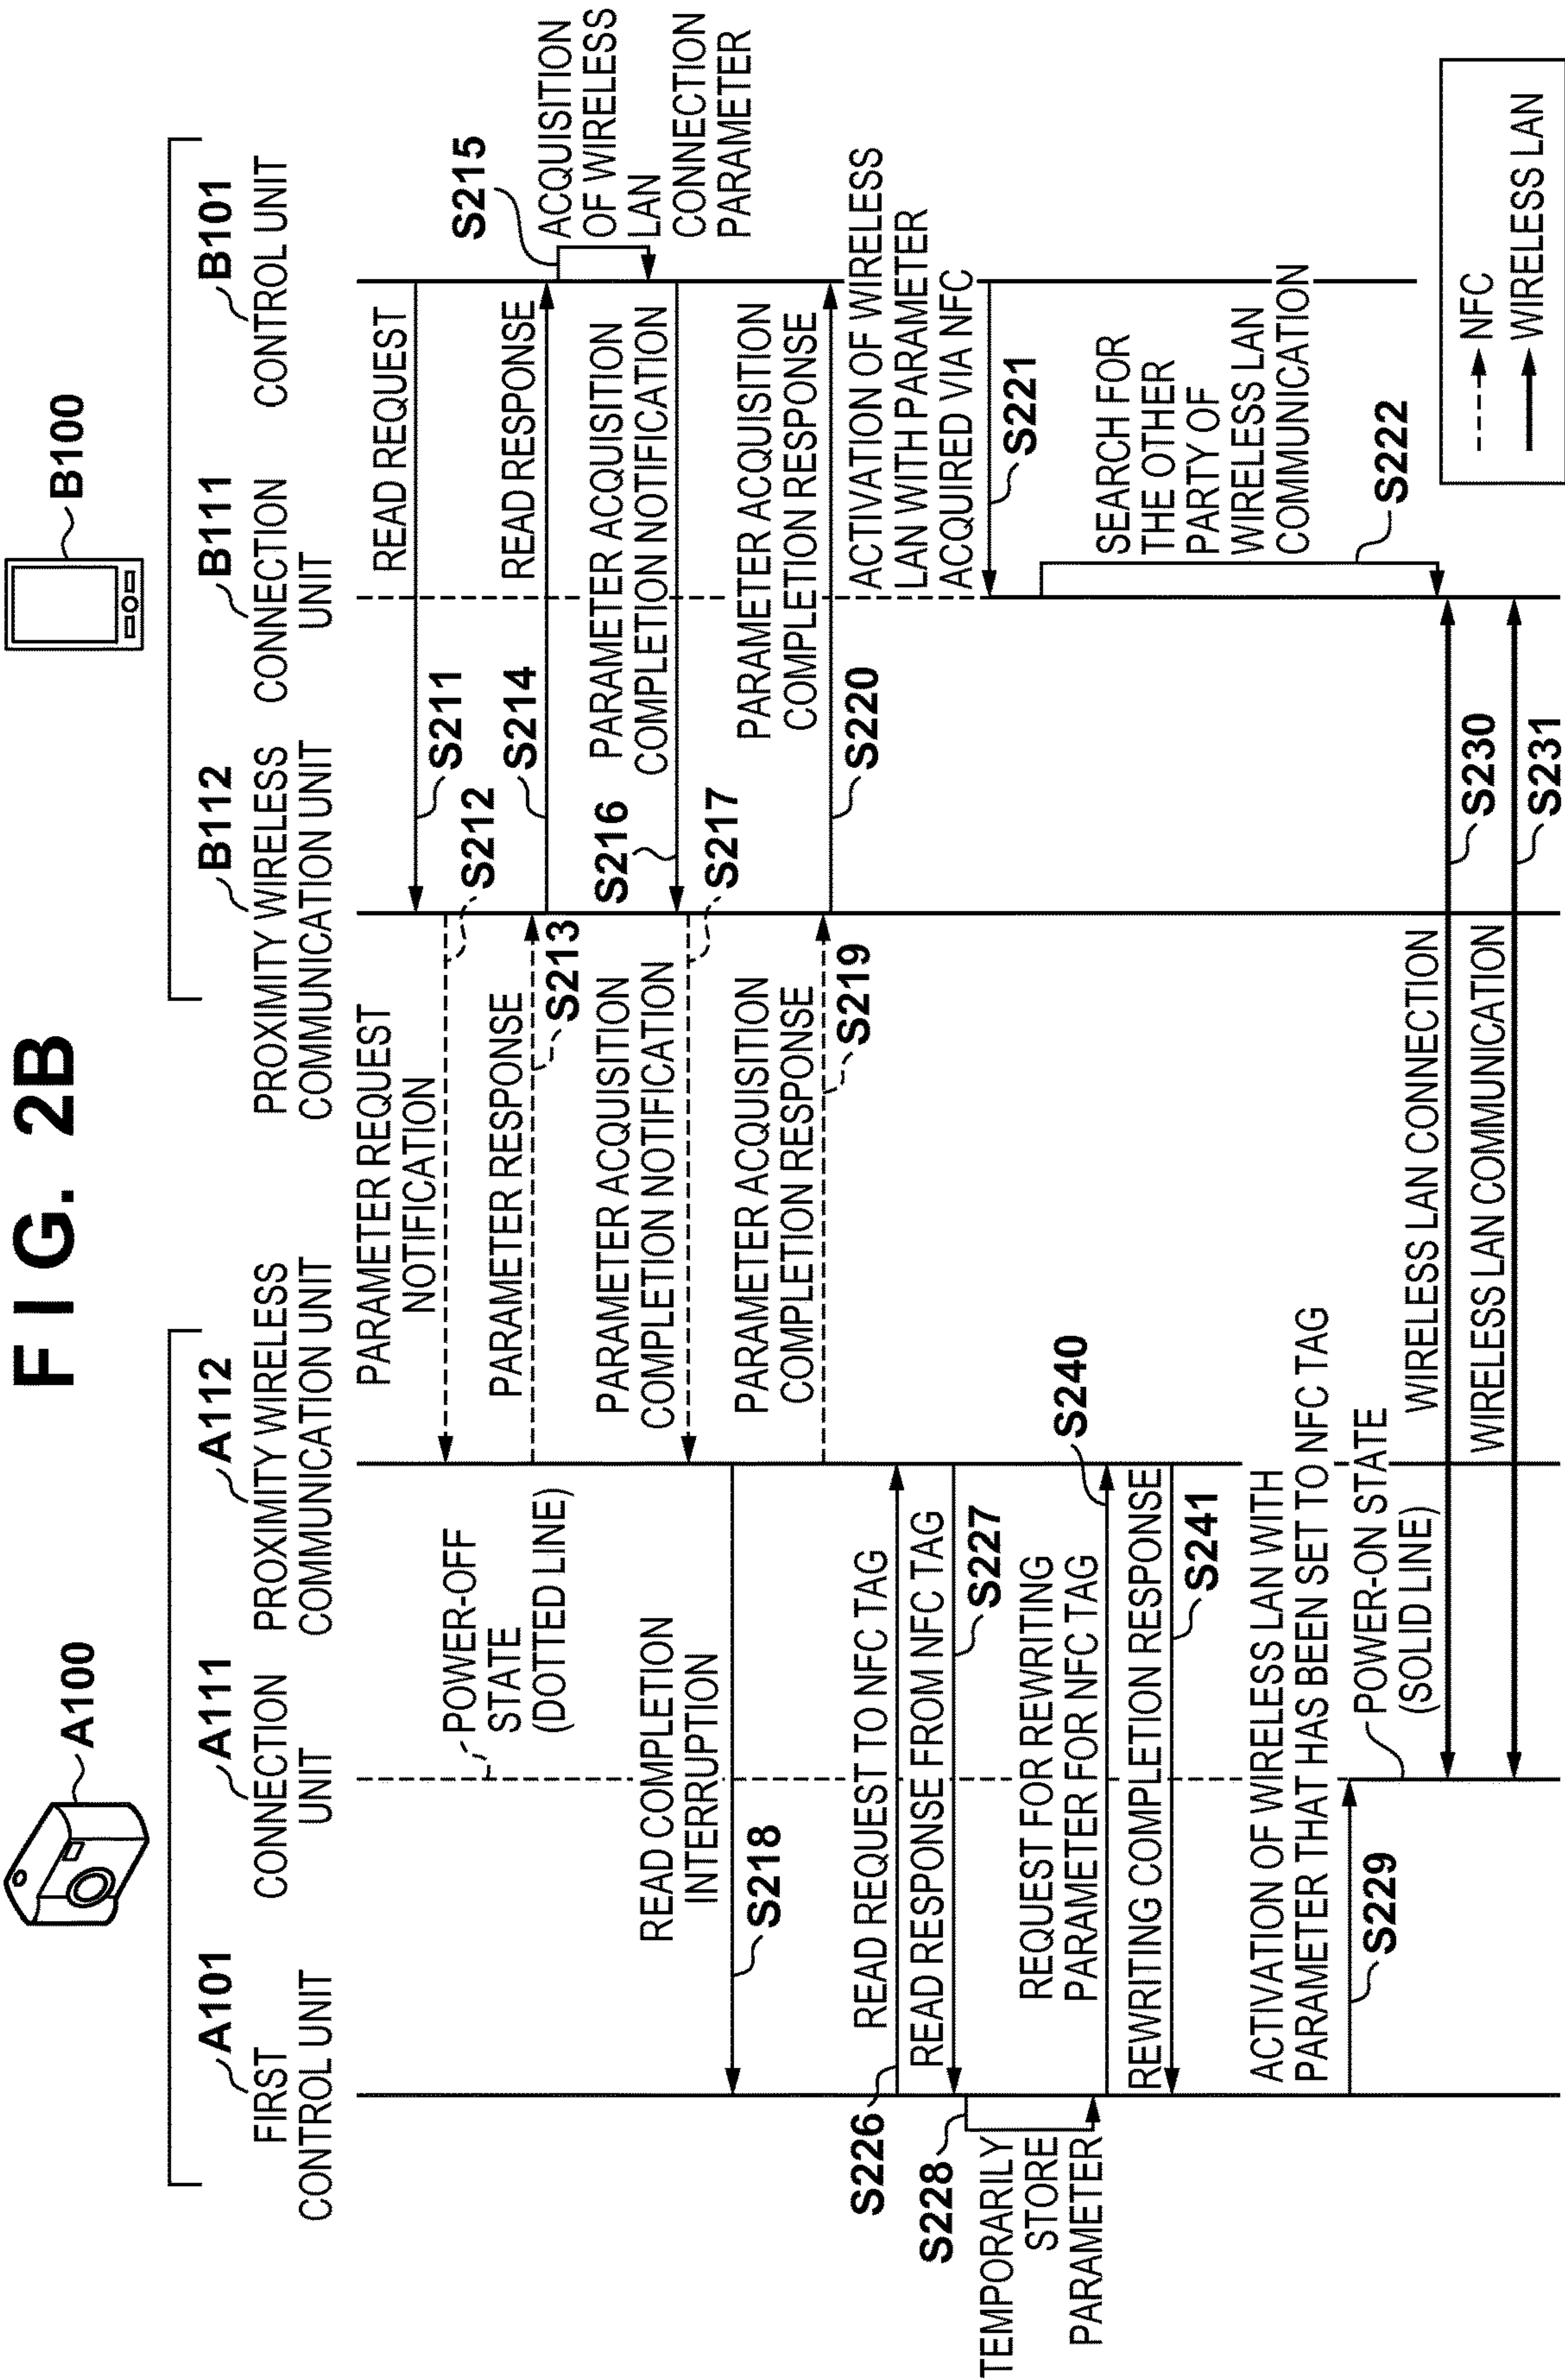 FIG. 2B
A100
B100
A101
FIRST
CONTROL UNIT
A111
CONNECTION
UNIT
A112
PROXIMITY WIRELESS
COMMUNICATION UNIT
B112
PROXIMITY WIRELESS
COMMUNICATION UNIT
B111
CONNECTION
UNIT
B101
CONTROL UNIT
READ REQUEST
S211
PARAMETER REQUEST
NOTIFICATION
S212
POWER-OFF
STATE
(DOTTED LINE)
PARAMETER RESPONSE
S213
READ RESPONSE
S214
S215
ACQUISITION
OF WIRELESS
LAN
CONNECTION
PARAMETER
PARAMETER ACQUISITION
COMPLETION NOTIFICATION
S216
PARAMETER ACQUISITION
COMPLETION NOTIFICATION
S217
READ COMPLETION
INTERRUPTION
S218
PARAMETER ACQUISITION
COMPLETION RESPONSE
S219
PARAMETER ACQUISITION
COMPLETION RESPONSE
S220
ACTIVATION OF WIRELESS
LAN WITH PARAMETER
ACQUIRED VIA NFC
S221
READ REQUEST TO NFC TAG
S226
READ RESPONSE FROM NFC TAG
S227
S228
TEMPORARILY
STORE
PARAMETER
REQUEST FOR REWRITING
PARAMETER FOR NFC TAG
S240
REWRITING COMPLETION RESPONSE
S241
SEARCH FOR
THE OTHER
PARTY OF
WIRELESS LAN
COMMUNICATION
S222
ACTIVATION OF WIRELESS LAN WITH
PARAMETER THAT HAS BEEN SET TO NFC TAG
S229
POWER-ON STATE
(SOLID LINE)
WIRELESS LAN CONNECTION
S230
WIRELESS LAN COMMUNICATION
S231
NFC
WIRELESS LAN